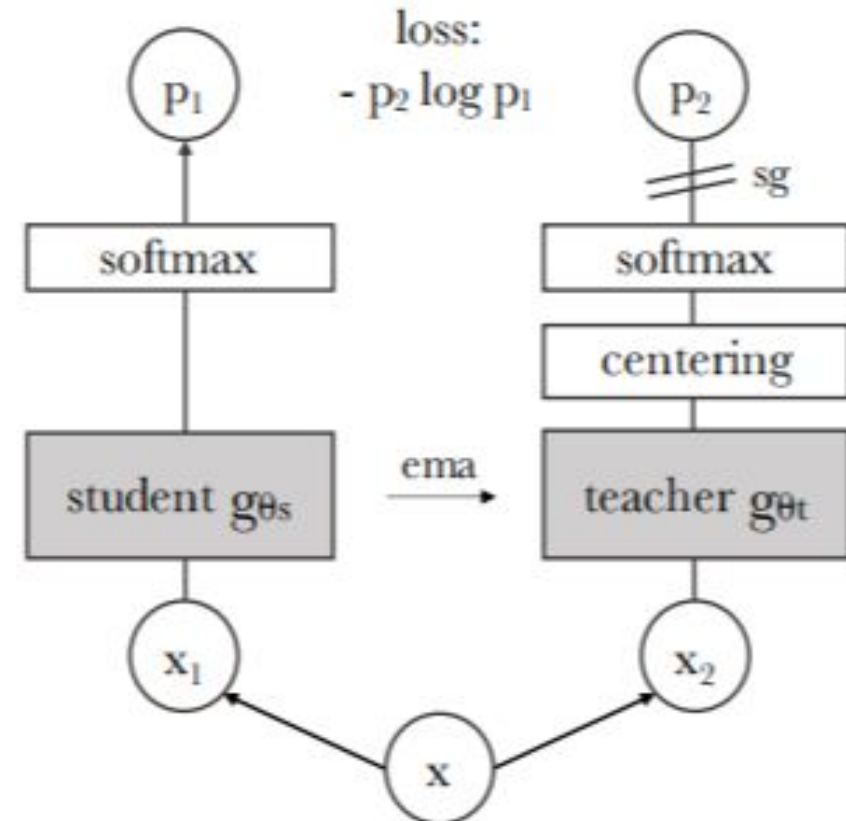 loss:
p₁ - p₂ log p₁ p₂
sg
softmax softmax
centering
ema
student gθs teacher gθt
x₁ x₂
x